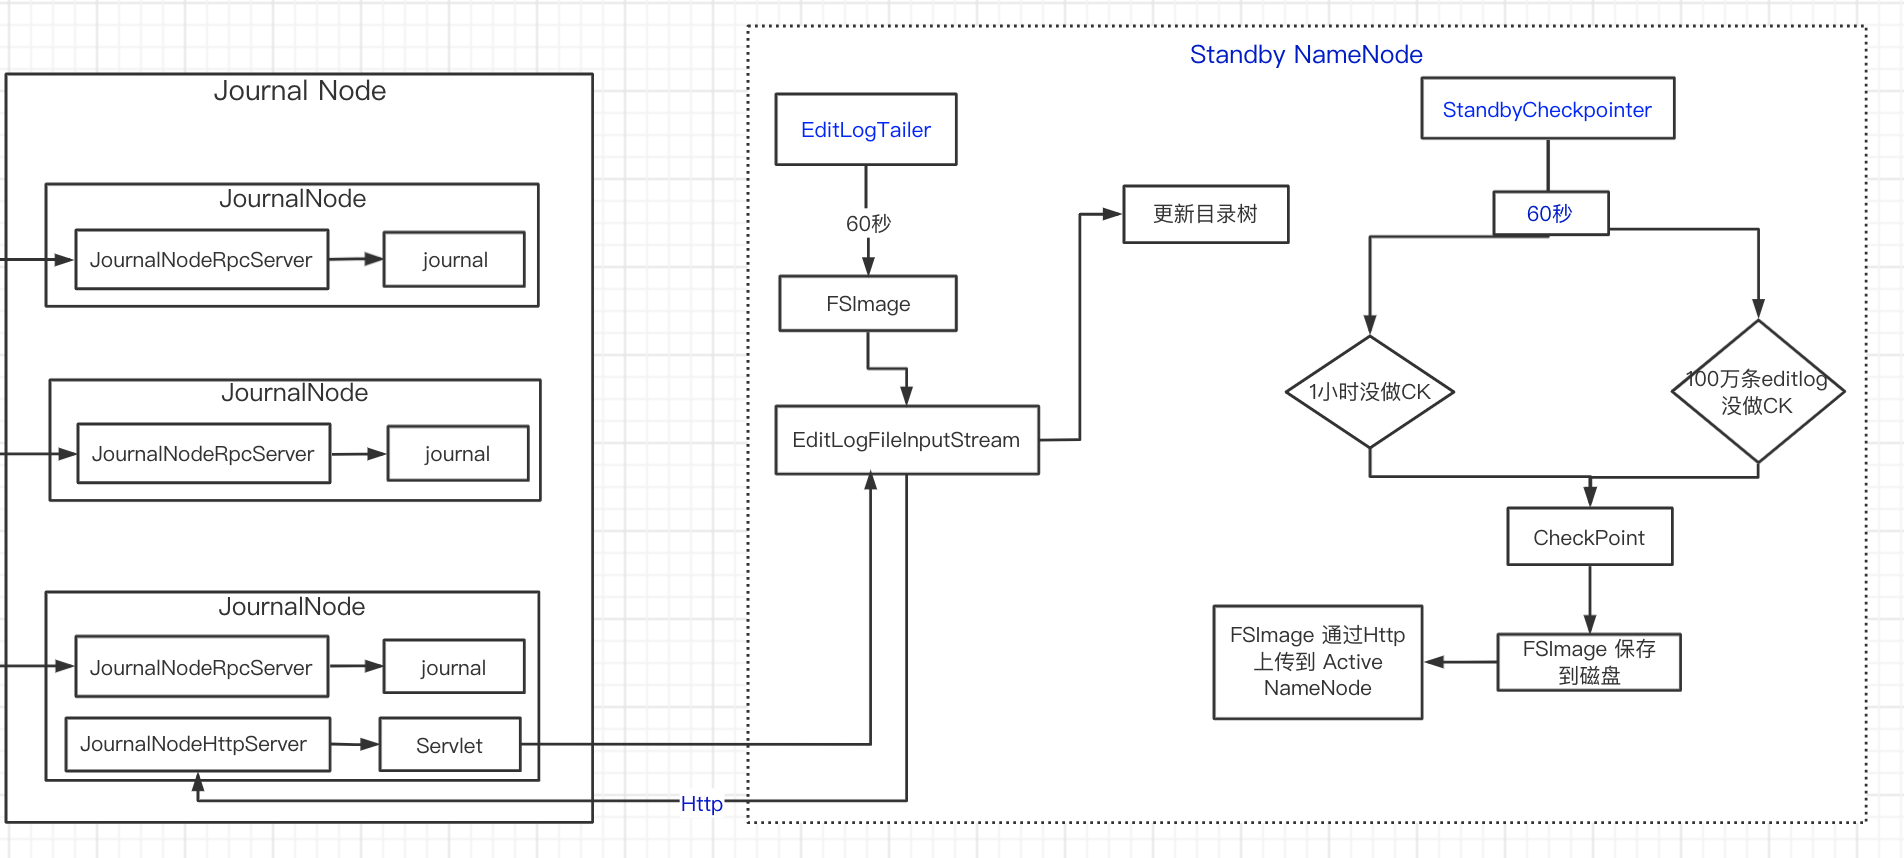 Journal Node
JournalNode
JournalNodeRpcServer
journal
JournalNode
JournalNodeRpcServer
journal
JournalNode
JournalNodeRpcServer
journal
JournalNodeHttpServer
Servlet
Http
Standby NameNode
EditLogTailer
60秒
FSImage
EditLogFileInputStream
更新目录树
StandbyCheckpointer
60秒
1小时没做CK
100万条editlog
没做CK
CheckPoint
FSImage 保存
到磁盘
FSImage 通过Http
上传到 Active
NameNode